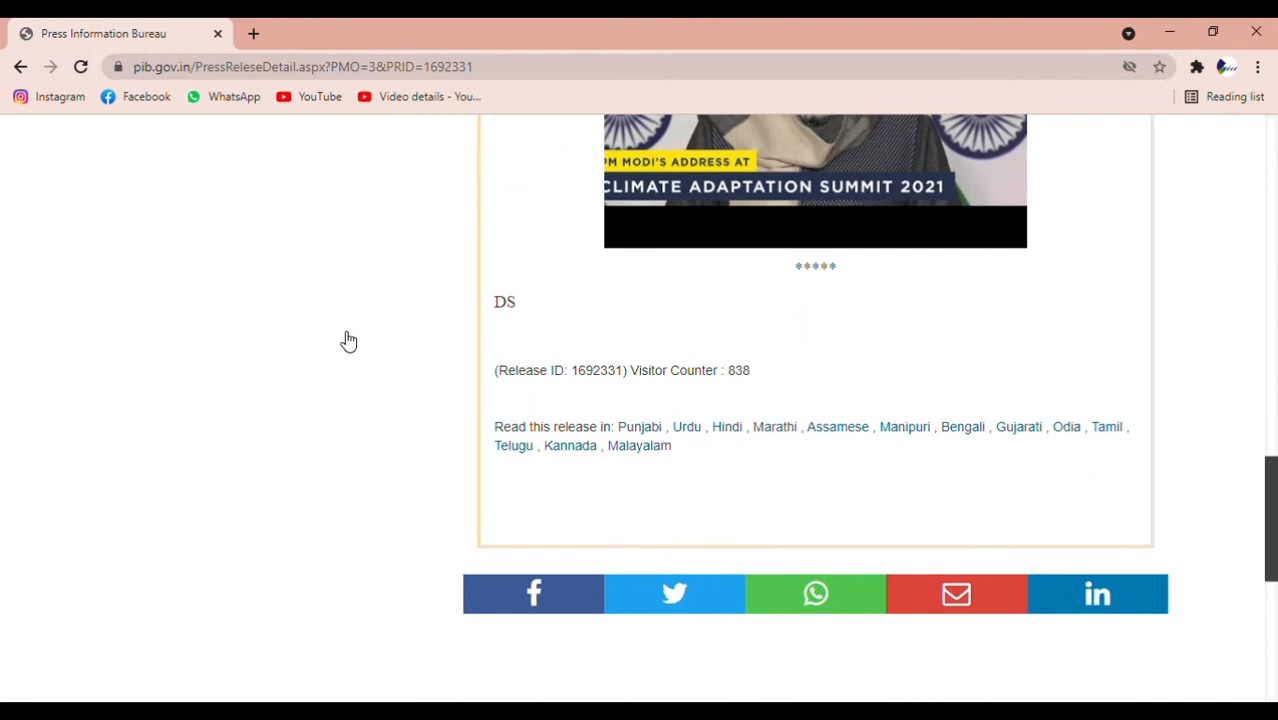 Press Information Bureau
pib.gov.in/PressReleseDetail.aspx?PMO=3&PRID=1692331
Instagram Facebook WhatsApp YouTube Video details - You... Reading list
PM MODI'S ADDRESS AT
CLIMATE ADAPTATION SUMMIT 2021
*****
DS
(Release ID: 1692331) Visitor Counter : 838
Read this release in: Punjabi , Urdu , Hindi , Marathi , Assamese , Manipuri , Bengali , Gujarati , Odia , Tamil ,
Telugu , Kannada , Malayalam